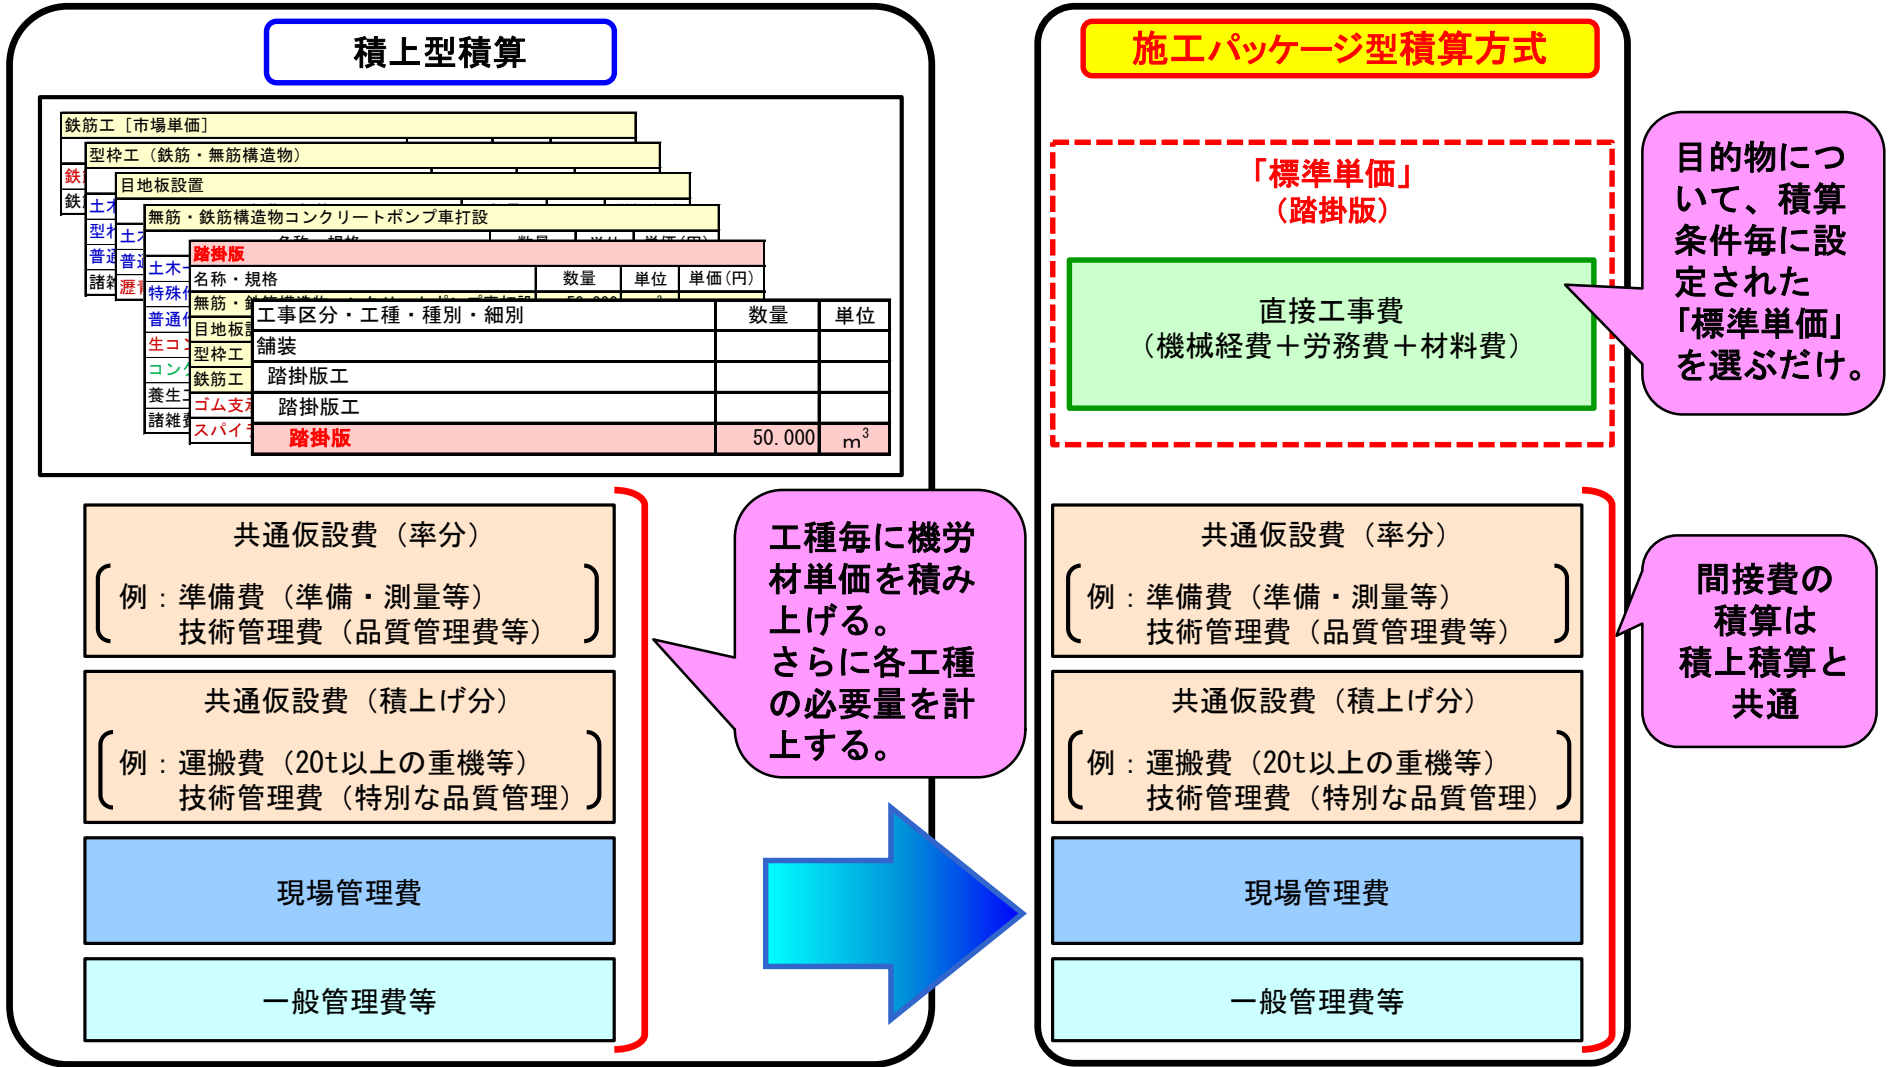 積上型積算
鉄筋工［市場単価］
型枠工（鉄筋・無筋構造物）
目地板設置
無筋・鉄筋構造物コンクリートポンプ車打設
踏掛版
名称・規格 数量 単位 単価(円)
目地板
型枠工
鉄筋工
工事区分・工種・種別・細別 数量 単位
舗装
踏掛版工
踏掛版工
踏掛版 50.000 m³
共通仮設費（率分）
例：準備費（準備・測量等）
技術管理費（品質管理費等）
共通仮設費（積上げ分）
例：運搬費（20t以上の重機等）
技術管理費（特別な品質管理）
現場管理費
一般管理費等
工種毎に機労
材単価を積み
上げる。
さらに各工種
の必要量を計
上する。
施工パッケージ型積算方式
「標準単価」
（踏掛版）
直接工事費
（機械経費＋労務費＋材料費）
目的物につ
いて、積算
条件毎に設
定された
「標準単価」
を選ぶだけ。
共通仮設費（率分）
例：準備費（準備・測量等）
技術管理費（品質管理費等）
共通仮設費（積上げ分）
例：運搬費（20t以上の重機等）
技術管理費（特別な品質管理）
現場管理費
一般管理費等
間接費の
積算は
積上積算と
共通